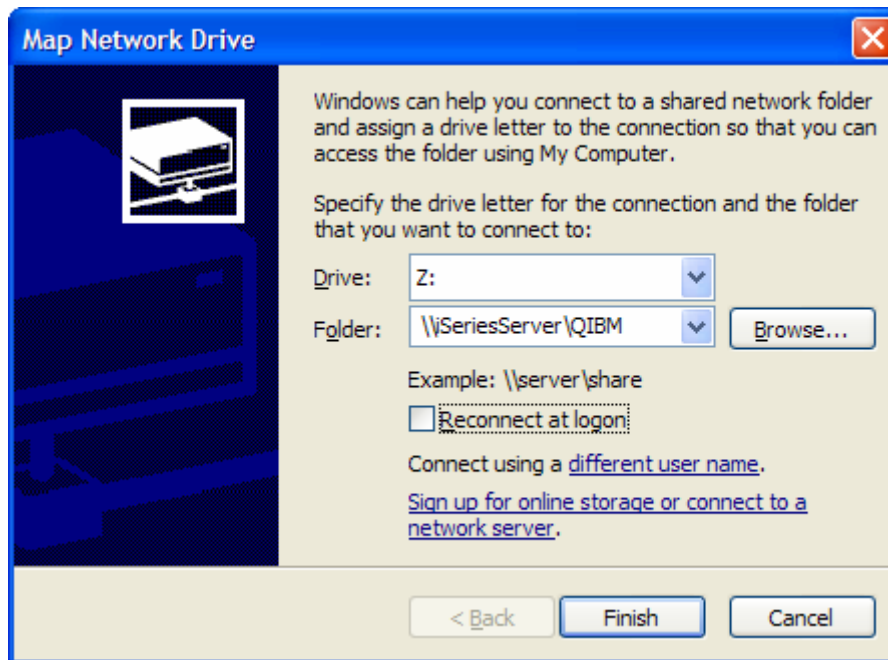 Map Network Drive
Windows can help you connect to a shared network folder
and assign a drive letter to the connection so that you can
access the folder using My Computer.
Specify the drive letter for the connection and the folder
that you want to connect to:
Drive: Z:
Folder: \\iSeriesServer\QIBM Browse...
Example: \\server\share
Reconnect at logon
Connect using a different user name.
Sign up for online storage or connect to a
network server.
< Back Finish Cancel